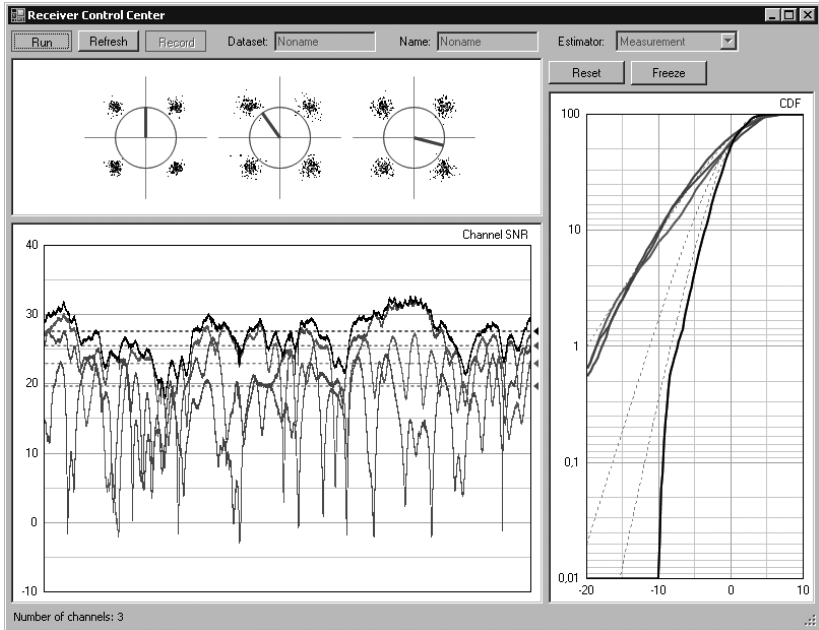 Receiver Control Center
Run Refresh Record Dataset: Noname Name: Noname Estimator: Measurement
Reset Freeze
CDF
100
10
1
0,1
0,01
-20 -10 0 10
Channel SNR
40
30
20
10
0
-10
Number of channels: 3